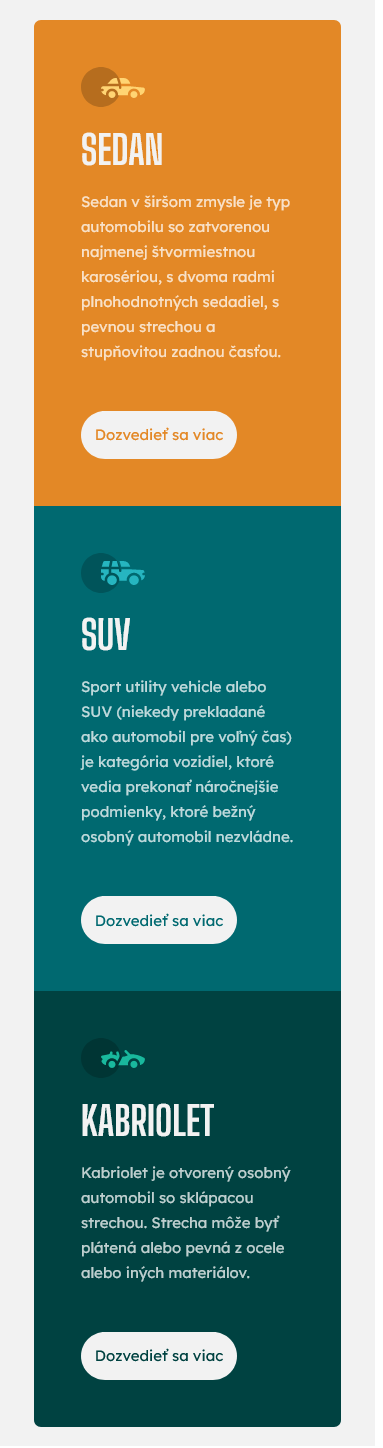 SEDAN
Sedan v širšom zmysle je typ
automobilu so zatvorenou
najmenej štvormiestnou
karosériou, s dvoma radmi
plnohodnotných sedadiel, s
pevnou strechou a
stupňovitou zadnou časťou.
Dozvedieť sa viac
SUV
Sport utility vehicle alebo
SUV (niekedy prekladané
ako automobil pre voľný čas)
je kategória vozidiel, ktoré
vedia prekonať náročnejšie
podmienky, ktoré bežný
osobný automobil nezvládne.
Dozvedieť sa viac
KABRIOLET
Kabriolet je otvorený osobný
automobil so sklápacou
strechou. Strecha môže byť
plátená alebo pevná z ocele
alebo iných materiálov.
Dozvedieť sa viac